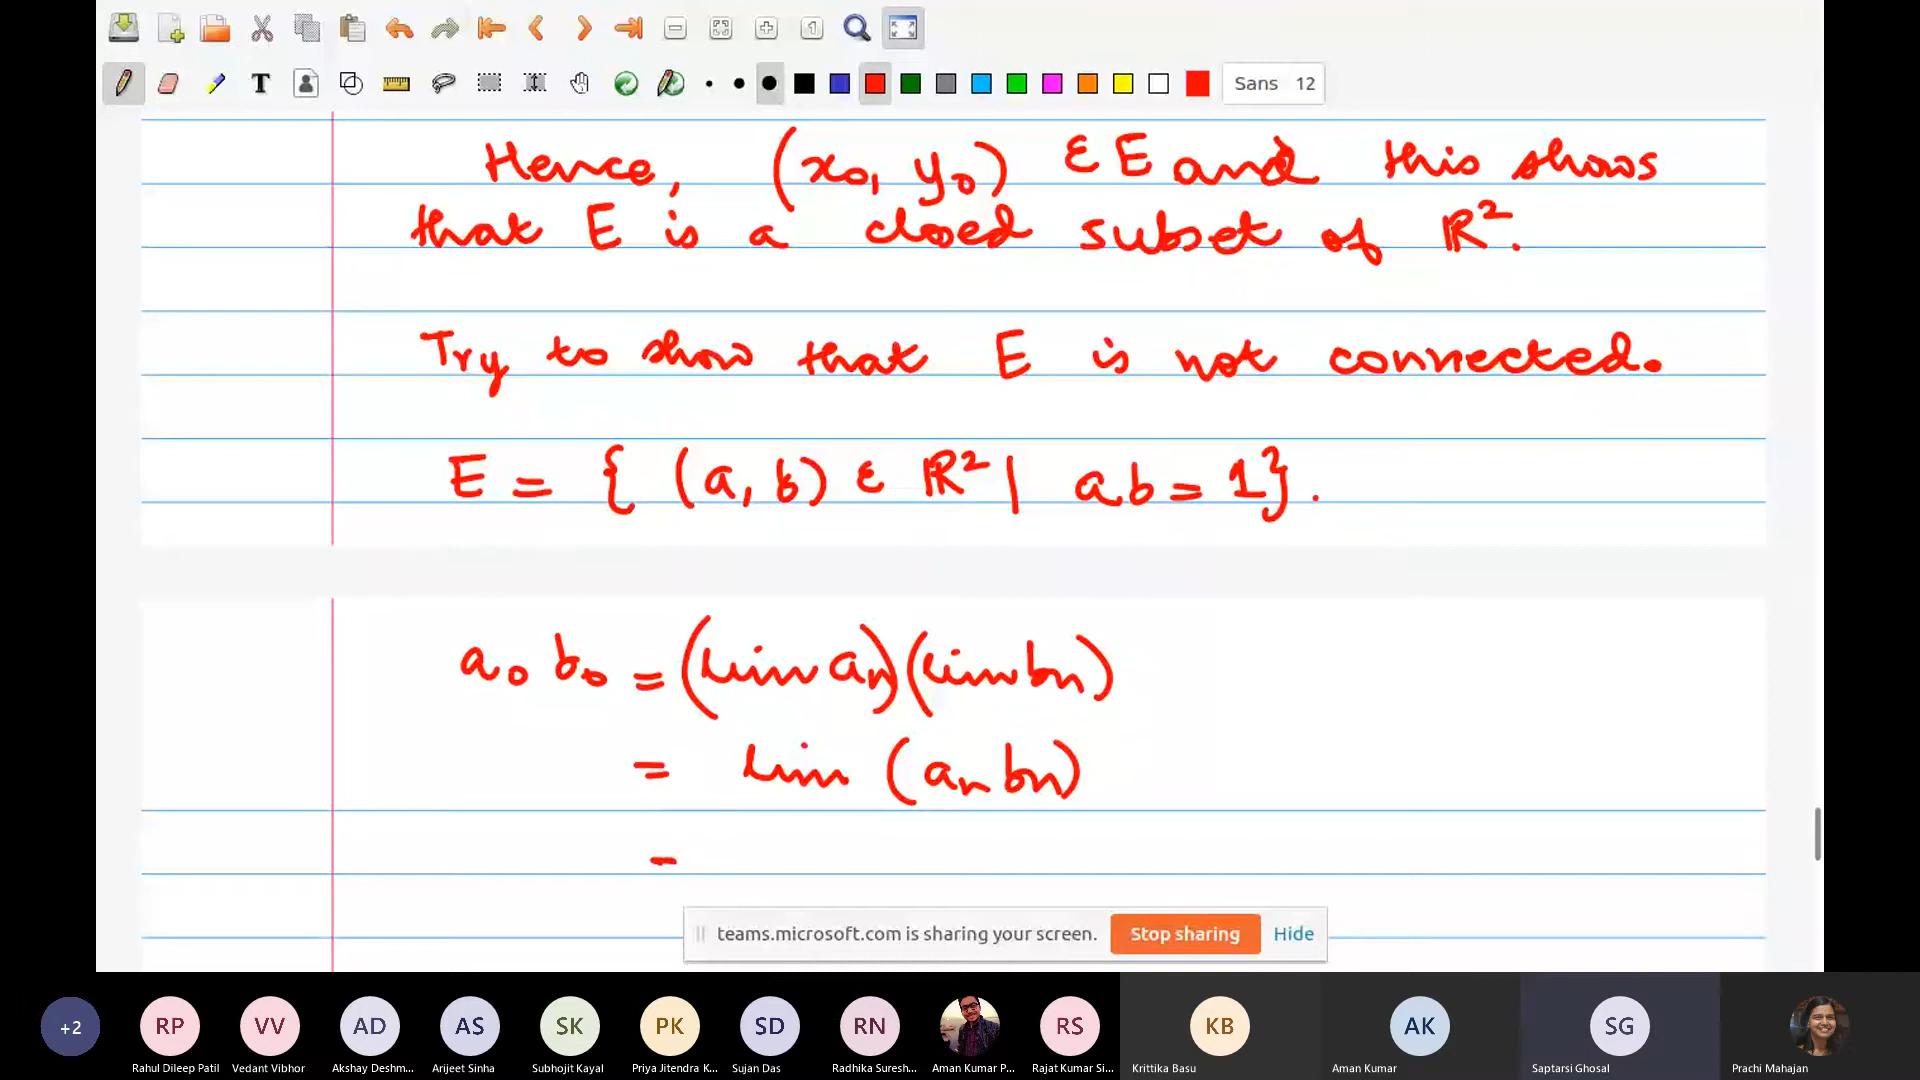 Sans 12
Hence, (x₀, y₀) ε E and this shows
that E is a closed subset of ℝ².
Try to show that E is not connected.
E = { (a, b) ε ℝ² | ab = 1}.
a₀ b₀ = (lim aₙ)(lim bₙ)
= lim (aₙ bₙ)
-
teams.microsoft.com is sharing your screen. Stop sharing Hide
+2 RP VV AD AS SK PK SD RN RS KB AK SG
Rahul Dileep Patil Vedant Vibhor Akshay Deshm... Arijeet Sinha Subhojit Kayal Priya Jitendra K... Sujan Das Radhika Suresh... Aman Kumar P... Rajat Kumar Si... Krittika Basu Aman Kumar Saptarsi Ghosal Prachi Mahajan